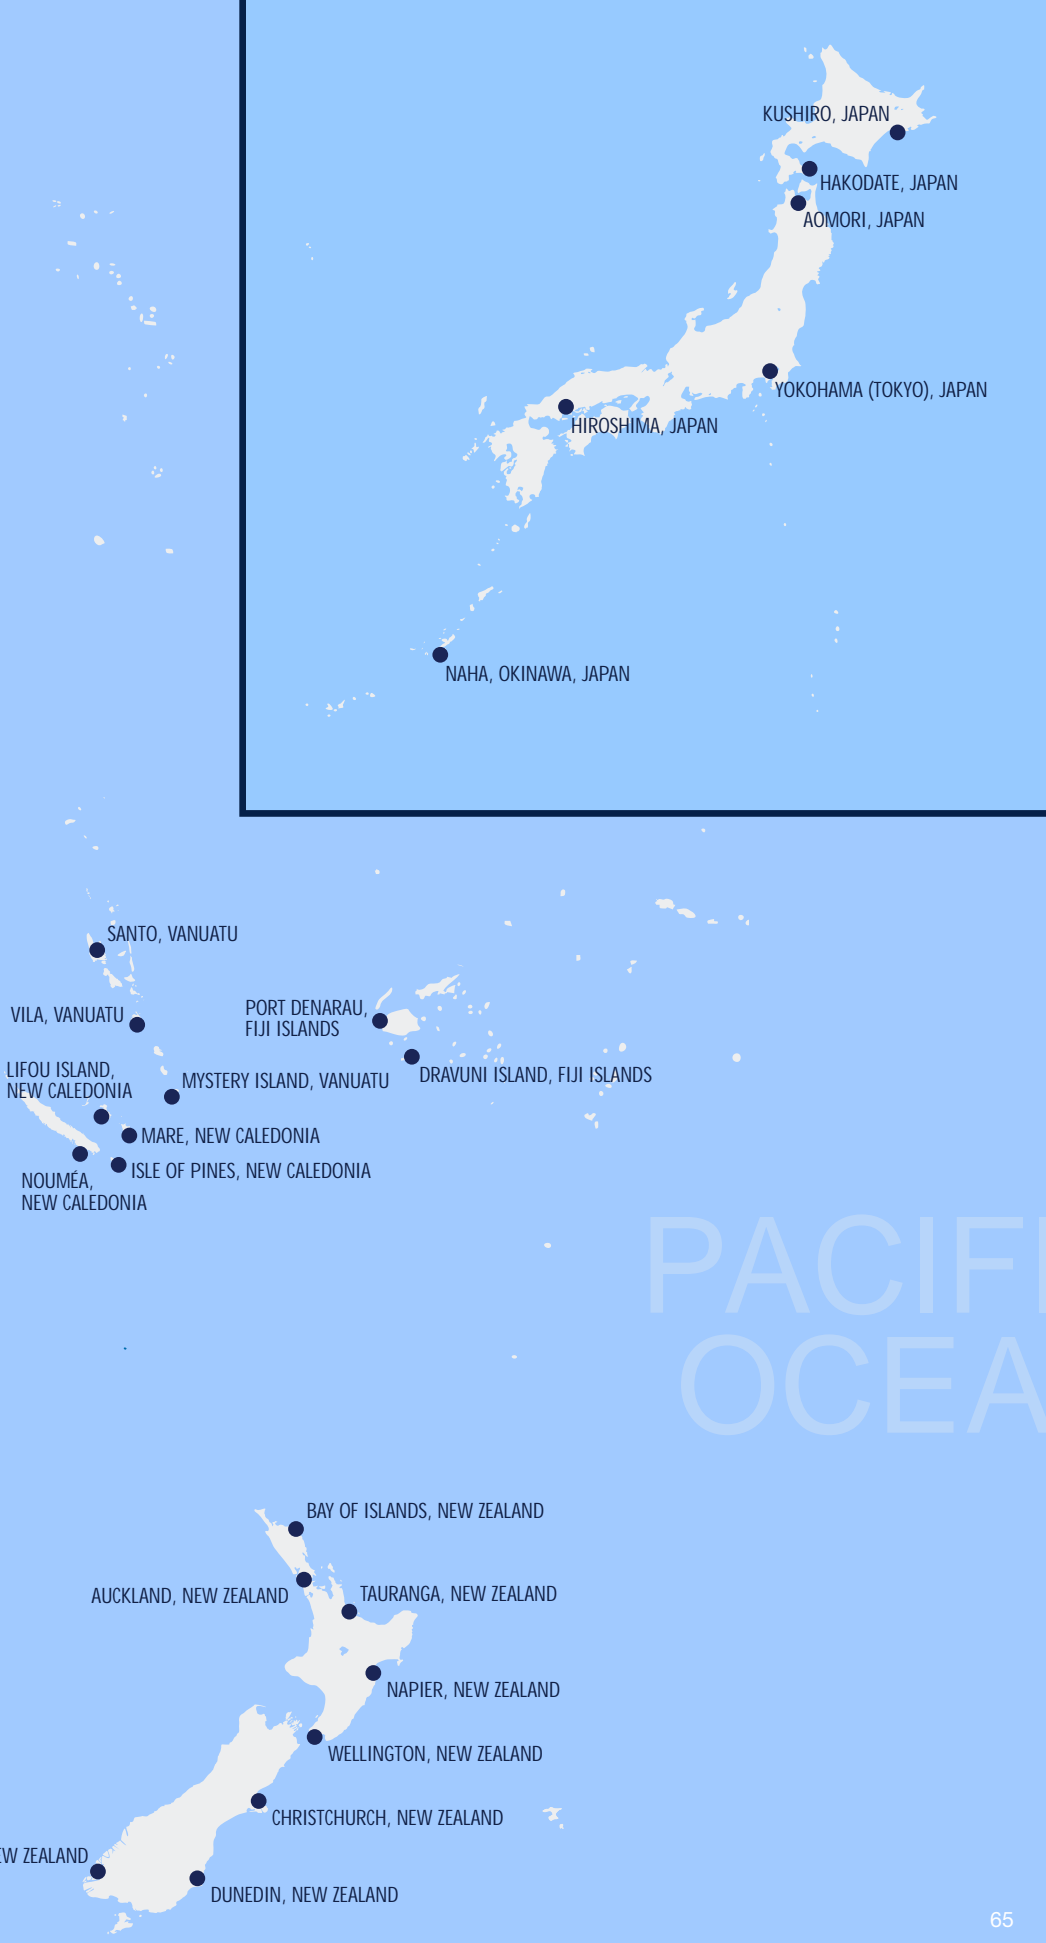 KUSHIRO, JAPAN
HAKODATE, JAPAN
AOMORI, JAPAN
YOKOHAMA (TOKYO), JAPAN
HIROSHIMA, JAPAN
NAHA, OKINAWA, JAPAN
SANTO, VANUATU
VILA, VANUATU
PORT DENARAU,
FIJI ISLANDS
LIFOU ISLAND,
NEW CALEDONIA
MYSTERY ISLAND, VANUATU
DRAVUNI ISLAND, FIJI ISLANDS
MARE, NEW CALEDONIA
ISLE OF PINES, NEW CALEDONIA
NOUMÉA,
NEW CALEDONIA
PACIFI
OCEA
BAY OF ISLANDS, NEW ZEALAND
AUCKLAND, NEW ZEALAND
TAURANGA, NEW ZEALAND
NAPIER, NEW ZEALAND
WELLINGTON, NEW ZEALAND
CHRISTCHURCH, NEW ZEALAND
EW ZEALAND
DUNEDIN, NEW ZEALAND
65